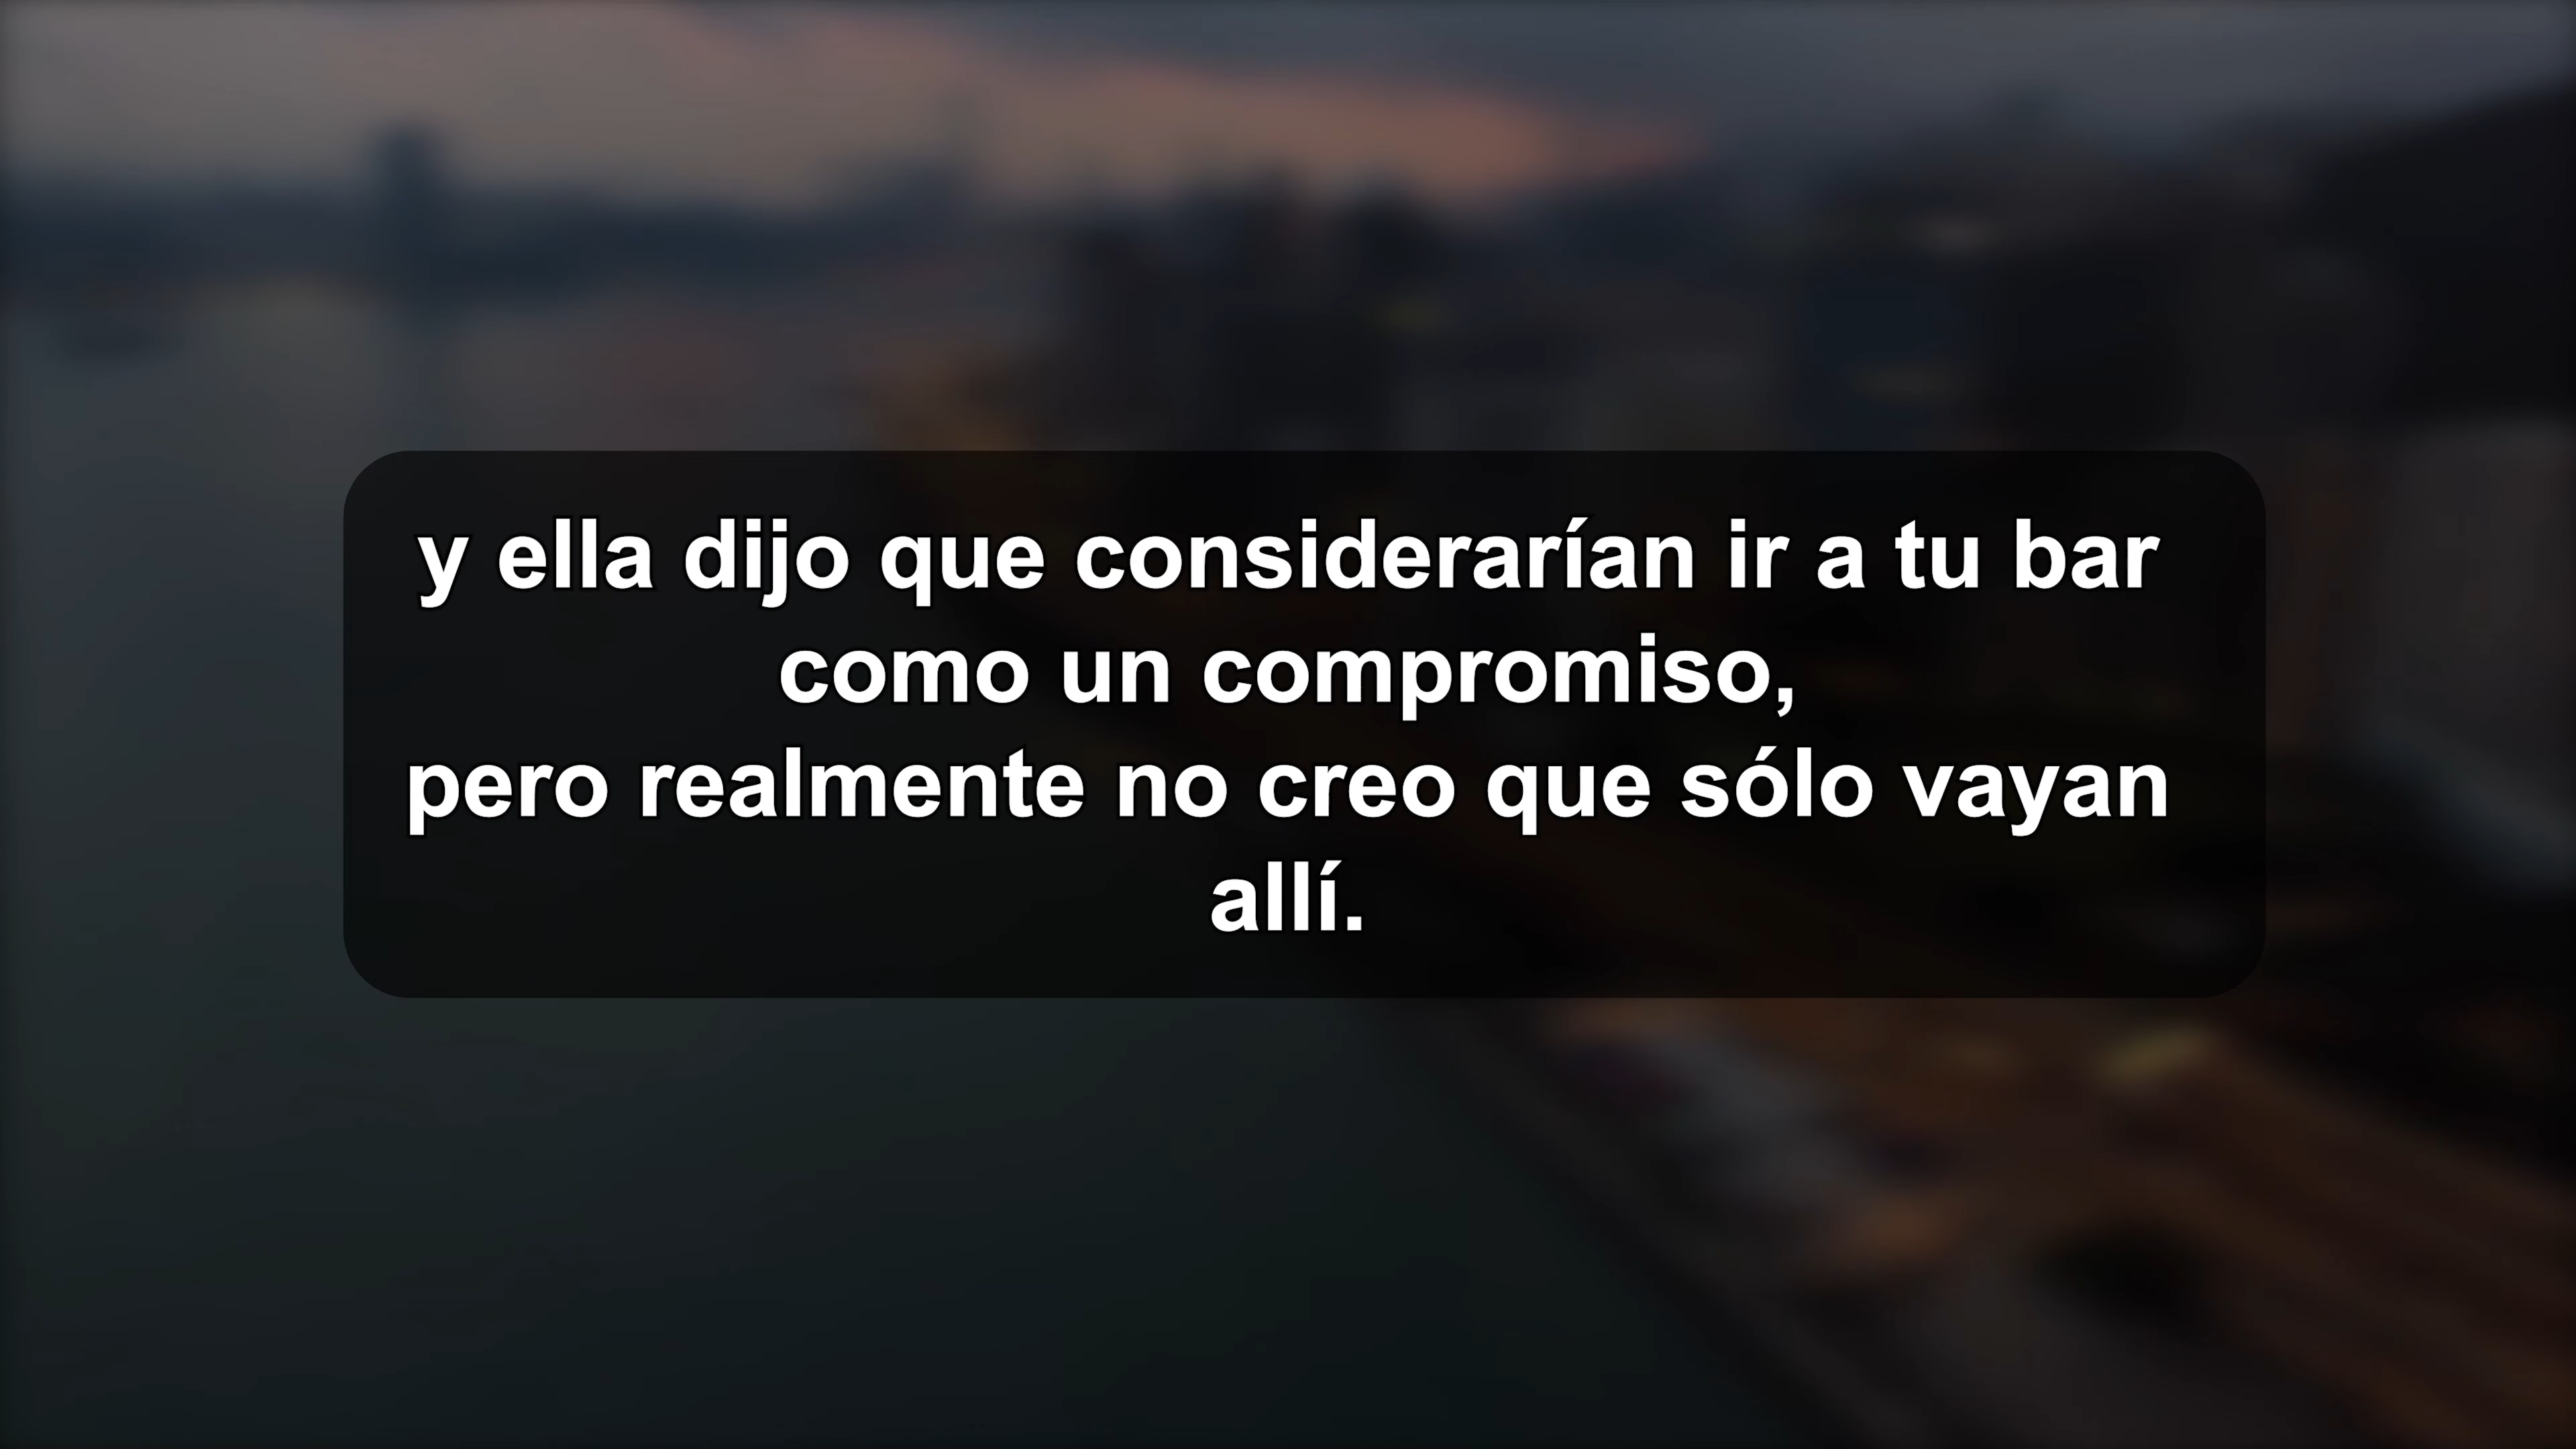 y ella dijo que considerarían ir a tu bar
como un compromiso,
pero realmente no creo que sólo vayan
allí.